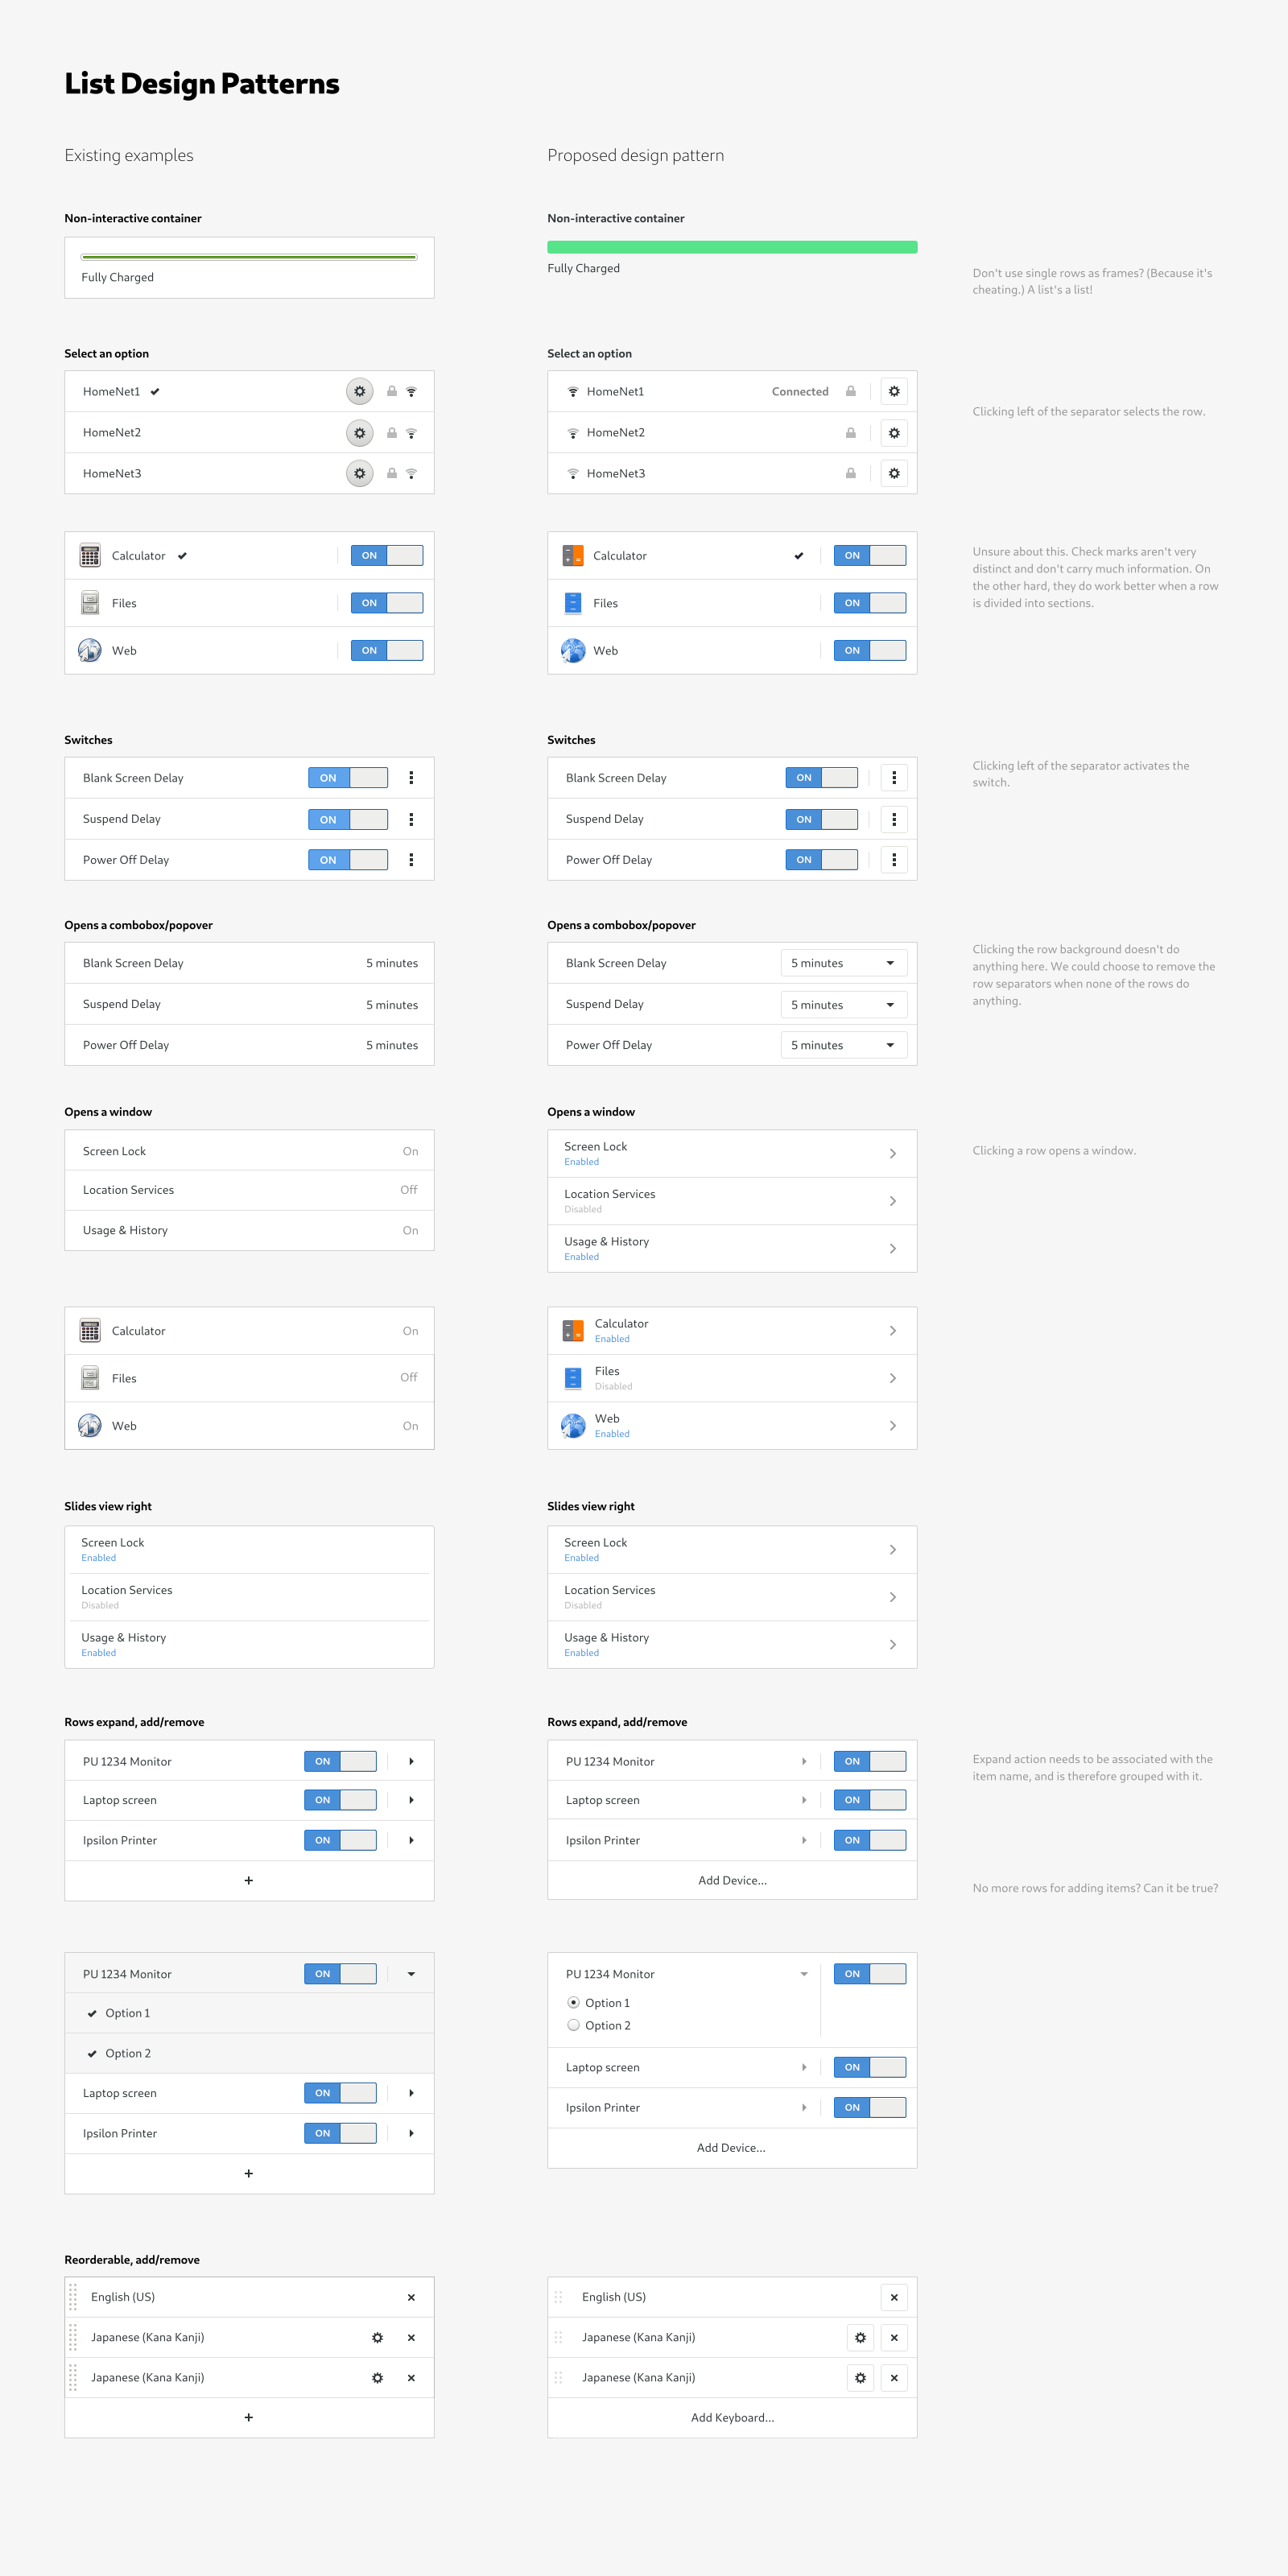 List Design Patterns
Existing examples
Proposed design pattern
Non-interactive container
Fully Charged
Non-interactive container
Fully Charged
Don't use single rows as frames? (Because it's
cheating.) A list's a list!
Select an option
HomeNet1
HomeNet2
HomeNet3
Select an option
HomeNet1 Connected
HomeNet2
HomeNet3
Clicking left of the separator selects the row.
Calculator ON
Files ON
Web ON
Calculator ON
Files ON
Web ON
Unsure about this. Check marks aren't very
distinct and don't carry much information. On
the other hard, they do work better when a row
is divided into sections.
Switches
Blank Screen Delay ON
Suspend Delay ON
Power Off Delay ON
Switches
Blank Screen Delay ON
Suspend Delay ON
Power Off Delay ON
Clicking left of the separator activates the
switch.
Opens a combobox/popover
Blank Screen Delay 5 minutes
Suspend Delay 5 minutes
Power Off Delay 5 minutes
Opens a combobox/popover
Blank Screen Delay 5 minutes
Suspend Delay 5 minutes
Power Off Delay 5 minutes
Clicking the row background doesn't do
anything here. We could choose to remove the
row separators when none of the rows do
anything.
Opens a window
Screen Lock On
Location Services Off
Usage & History On
Opens a window
Screen Lock
Enabled
Location Services
Disabled
Usage & History
Enabled
Clicking a row opens a window.
Calculator On
Files Off
Web On
Calculator
Enabled
Files
Disabled
Web
Enabled
Slides view right
Screen Lock
Enabled
Location Services
Disabled
Usage & History
Enabled
Slides view right
Screen Lock
Enabled
Location Services
Disabled
Usage & History
Enabled
Rows expand, add/remove
PU 1234 Monitor ON
Laptop screen ON
Ipsilon Printer ON
+
Rows expand, add/remove
PU 1234 Monitor ON
Laptop screen ON
Ipsilon Printer ON
Add Device...
Expand action needs to be associated with the
item name, and is therefore grouped with it.
No more rows for adding items? Can it be true?
PU 1234 Monitor ON
Option 1
Option 2
Laptop screen ON
Ipsilon Printer ON
+
PU 1234 Monitor ON
Option 1
Option 2
Laptop screen ON
Ipsilon Printer ON
Add Device...
Reorderable, add/remove
English (US)
Japanese (Kana Kanji)
Japanese (Kana Kanji)
+
English (US)
Japanese (Kana Kanji)
Japanese (Kana Kanji)
Add Keyboard...